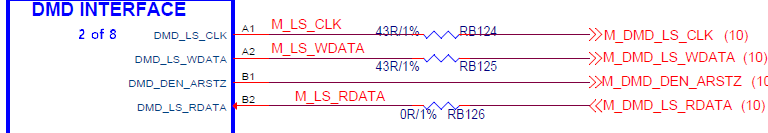 DMD INTERFACE
2 of 8
DMD_LS_CLK A1 M_LS_CLK 43R/1% RB124 M_DMD_LS_CLK (10)
DMD_LS_WDATA A2 M_LS_WDATA 43R/1% RB125 M_DMD_LS_WDATA (10)
DMD_DEN_ARSTZ B1 M_DMD_DEN_ARSTZ (10
DMD_LS_RDATA B2 M_LS_RDATA 0R/1% RB126 M_DMD_LS_RDATA (10)